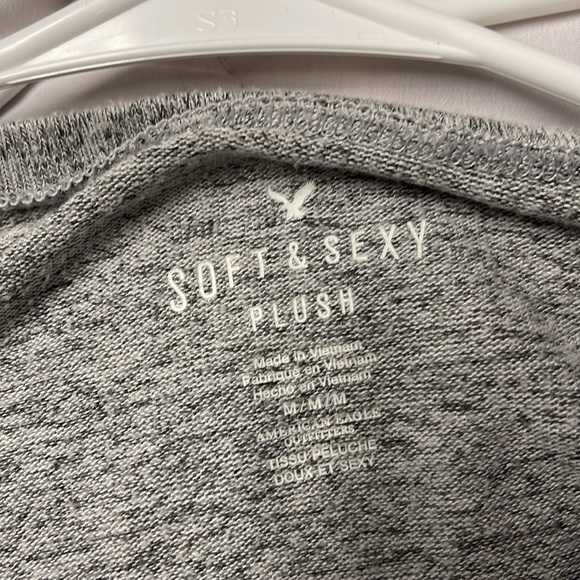 S3
SOFT & SEXY
PLUSH
Made in Vietnam
Fabriqué en Vietnam
Hecho en Vietnam
M/M/M
AMERICAN EAGLE
OUTFITTERS
TISSU PELUCHE
DOUX ET SEXY